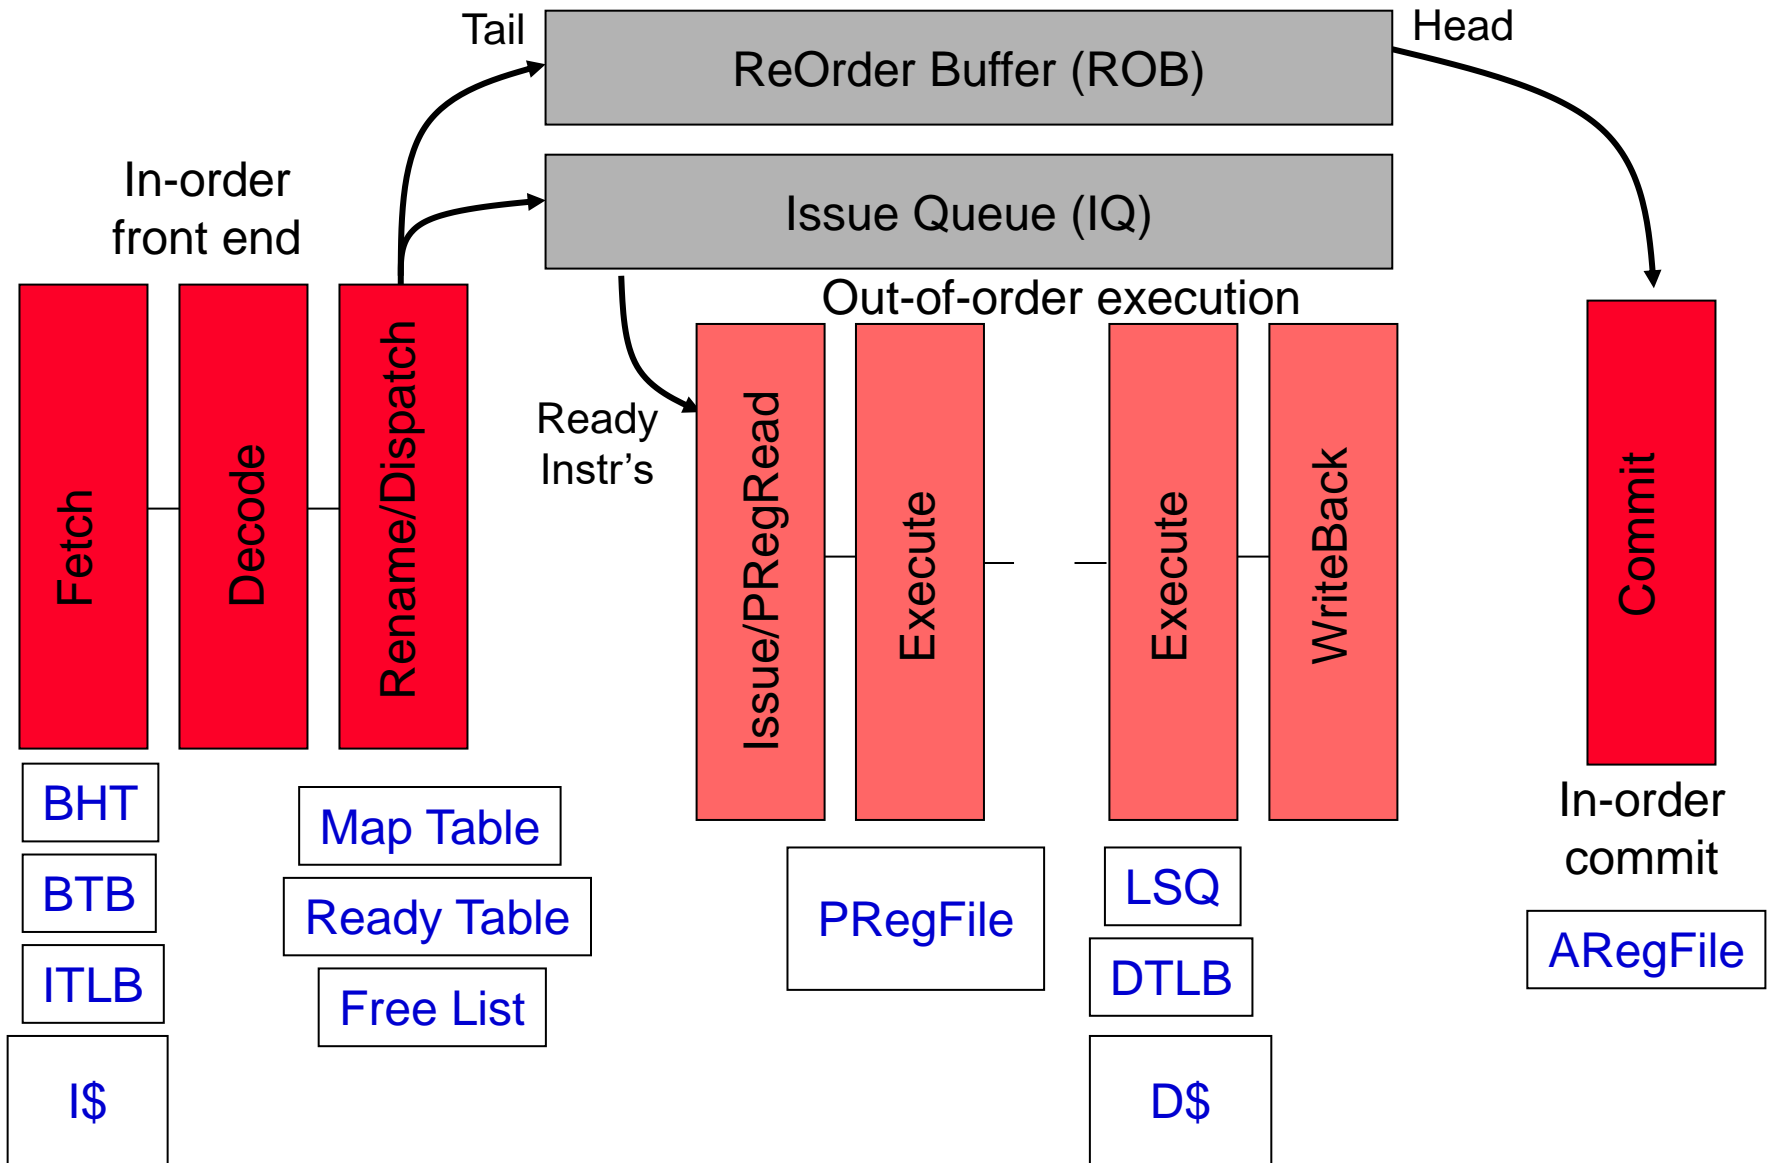 Tail
ReOrder Buffer (ROB)
Head
In-order
front end
Issue Queue (IQ)
Out-of-order execution
Ready
Instr’s
Fetch
Decode
Rename/Dispatch
Issue/PRegRead
Execute
Execute
WriteBack
Commit
BHT
BTB
ITLB
I$
Map Table
Ready Table
Free List
PRegFile
LSQ
DTLB
D$
In-order
commit
ARegFile